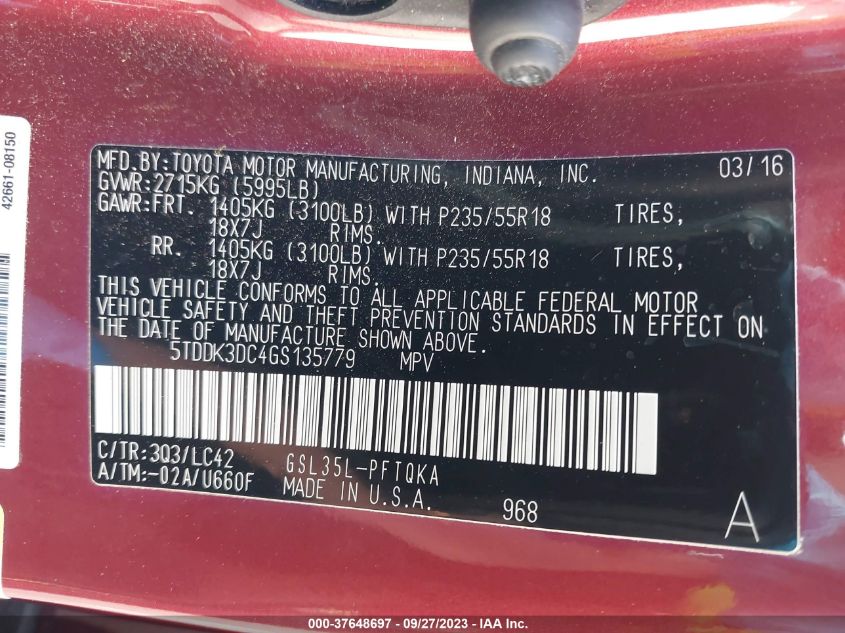 42661-08150
MFD.BY:TOYOTA MOTOR MANUFACTURING, INDIANA, INC. 03/16
GVWR:2715KG (5995LB)
GAWR:FRT. 1405KG (3100LB) WITH P235/55R18 TIRES,
18X7J RIMS.
RR. 1405KG (3100LB) WITH P235/55R18 TIRES,
18X7J RIMS.
THIS VEHICLE CONFORMS TO ALL APPLICABLE FEDERAL MOTOR
VEHICLE SAFETY AND THEFT PREVENTION STANDARDS IN EFFECT ON
THE DATE OF MANUFACTURE SHOWN ABOVE.
5TDDK3DC4GS135779 MPV
C/TR:3Q3/LC42 GSL35L-PFTQKA
A/TM:-02A/U660F MADE IN U.S.A. 968 A
000-37648697 / 09/27/2023 / IAA Inc.